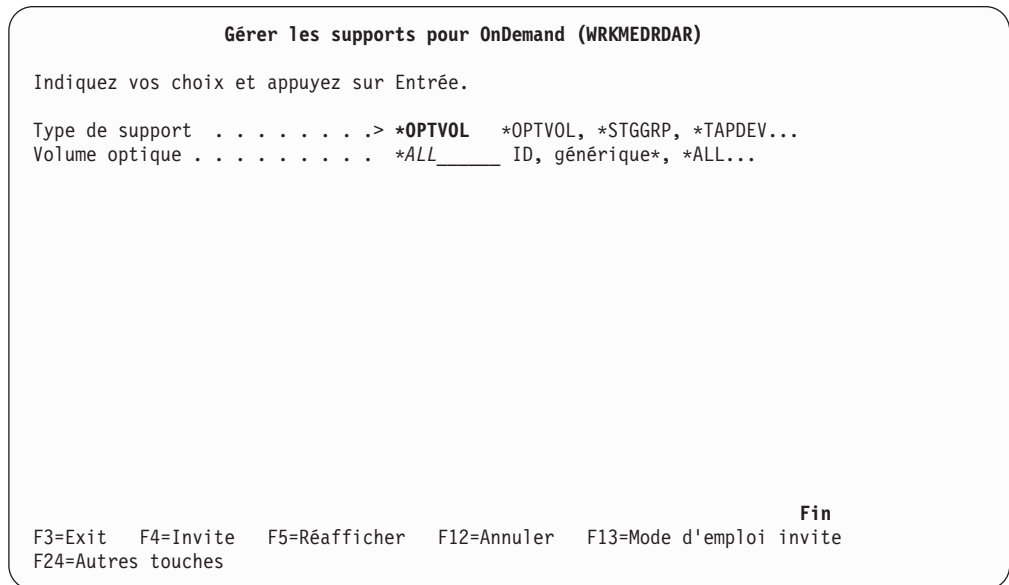 Gérer les supports pour OnDemand (WRKMEDRDAR)
Indiquez vos choix et appuyez sur Entrée.
Type de support . . . . . . . .> *OPTVOL *OPTVOL, *STGGRP, *TAPDEV...
Volume optique . . . . . . . . . *ALL______ ID, générique*, *ALL...
Fin
F3=Exit F4=Invite F5=Réafficher F12=Annuler F13=Mode d'emploi invite
F24=Autres touches